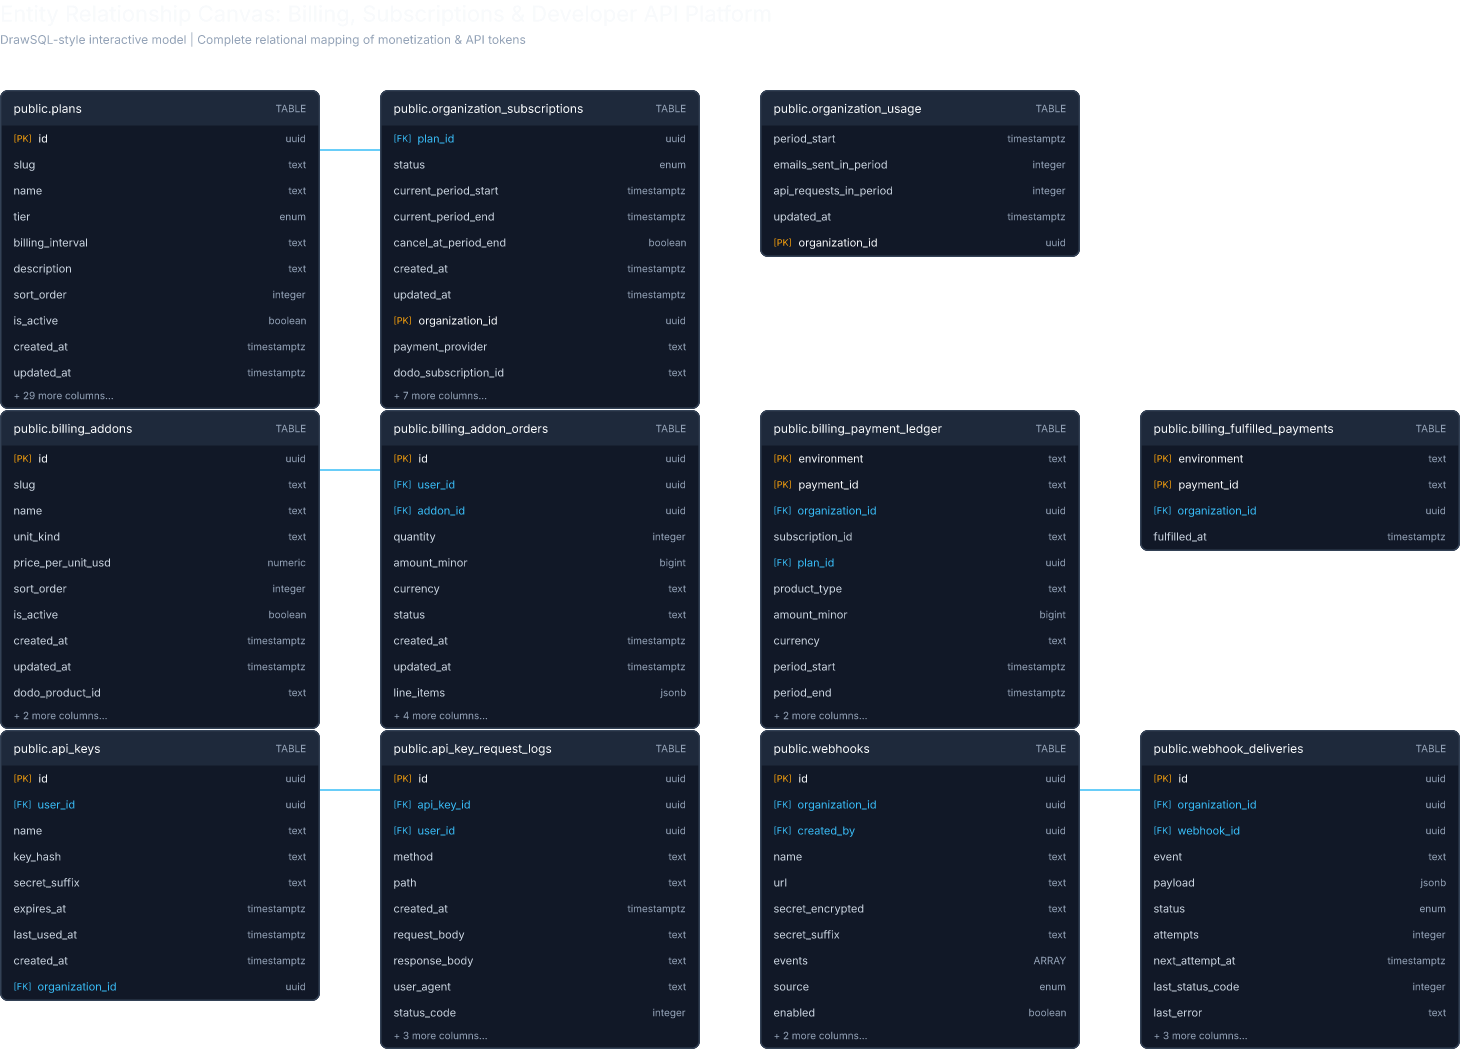 Entity Relationship Canvas: Billing, Subscriptions & Developer API Platform
DrawSQL-style interactive model | Complete relational mapping of monetization & API tokens
public.plans TABLE
[PK] id uuid
slug text
name text
tier enum
billing_interval text
description text
sort_order integer
is_active boolean
created_at timestamptz
updated_at timestamptz
+ 29 more columns...
public.organization_subscriptions TABLE
[FK] plan_id uuid
status enum
current_period_start timestamptz
current_period_end timestamptz
cancel_at_period_end boolean
created_at timestamptz
updated_at timestamptz
[PK] organization_id uuid
payment_provider text
dodo_subscription_id text
+ 7 more columns...
public.organization_usage TABLE
period_start timestamptz
emails_sent_in_period integer
api_requests_in_period integer
updated_at timestamptz
[PK] organization_id uuid
public.billing_addons TABLE
[PK] id uuid
slug text
name text
unit_kind text
price_per_unit_usd numeric
sort_order integer
is_active boolean
created_at timestamptz
updated_at timestamptz
dodo_product_id text
+ 2 more columns...
public.billing_addon_orders TABLE
[PK] id uuid
[FK] user_id uuid
[FK] addon_id uuid
quantity integer
amount_minor bigint
currency text
status text
created_at timestamptz
updated_at timestamptz
line_items jsonb
+ 4 more columns...
public.billing_payment_ledger TABLE
[PK] environment text
[PK] payment_id text
[FK] organization_id uuid
subscription_id text
[FK] plan_id uuid
product_type text
amount_minor bigint
currency text
period_start timestamptz
period_end timestamptz
+ 2 more columns...
public.billing_fulfilled_payments TABLE
[PK] environment text
[PK] payment_id text
[FK] organization_id uuid
fulfilled_at timestamptz
public.api_keys TABLE
[PK] id uuid
[FK] user_id uuid
name text
key_hash text
secret_suffix text
expires_at timestamptz
last_used_at timestamptz
created_at timestamptz
[FK] organization_id uuid
public.api_key_request_logs TABLE
[PK] id uuid
[FK] api_key_id uuid
[FK] user_id uuid
method text
path text
created_at timestamptz
request_body text
response_body text
user_agent text
status_code integer
+ 3 more columns...
public.webhooks TABLE
[PK] id uuid
[FK] organization_id uuid
[FK] created_by uuid
name text
url text
secret_encrypted text
secret_suffix text
events ARRAY
source enum
enabled boolean
+ 2 more columns...
public.webhook_deliveries TABLE
[PK] id uuid
[FK] organization_id uuid
[FK] webhook_id uuid
event text
payload jsonb
status enum
attempts integer
next_attempt_at timestamptz
last_status_code integer
last_error text
+ 3 more columns...